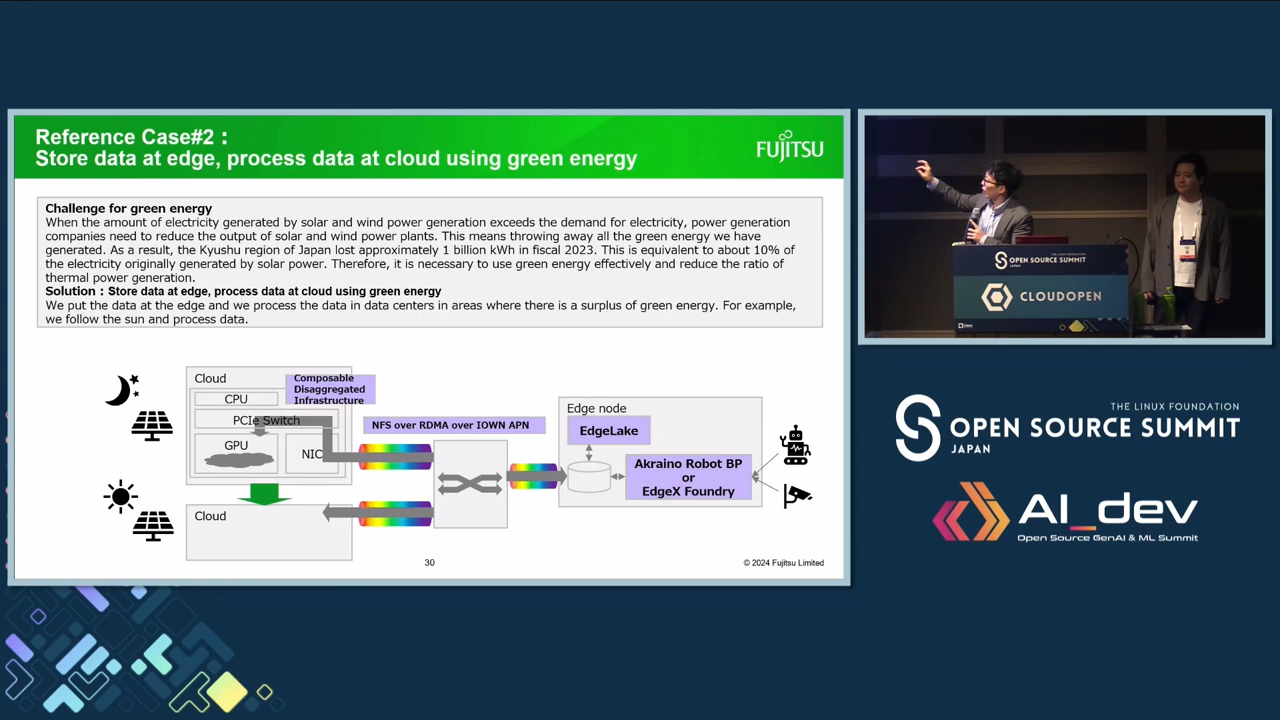 Reference Case#2 :
Store data at edge, process data at cloud using green energy
FUJITSU
Challenge for green energy
When the amount of electricity generated by solar and wind power generation exceeds the demand for electricity, power generation
companies need to reduce the output of solar and wind power plants. This means throwing away all the green energy we have
generated. As a result, the Kyushu region of Japan lost approximately 1 billion kWh in fiscal 2023. This is equivalent to about 10% of
the electricity originally generated by solar power. Therefore, it is necessary to use green energy effectively and reduce the ratio of
thermal power generation.
Solution : Store data at edge, process data at cloud using green energy
We put the data at the edge and we process the data in data centers in areas where there is a surplus of green energy. For example,
we follow the sun and process data.
Cloud
Composable
Disaggregated
Infrastructure
CPU
PCIe Switch
GPU
NIC
NFS over RDMA over IOWN APN
Edge node
EdgeLake
Akraino Robot BP
or
EdgeX Foundry
Cloud
30
© 2024 Fujitsu Limited
THE LINUX FOUNDATION
OPEN SOURCE SUMMIT
JAPAN
CLOUDOPEN
THE LINUX FOUNDATION
OPEN SOURCE SUMMIT
JAPAN
AI_dev
Open Source GenAI & ML Summit